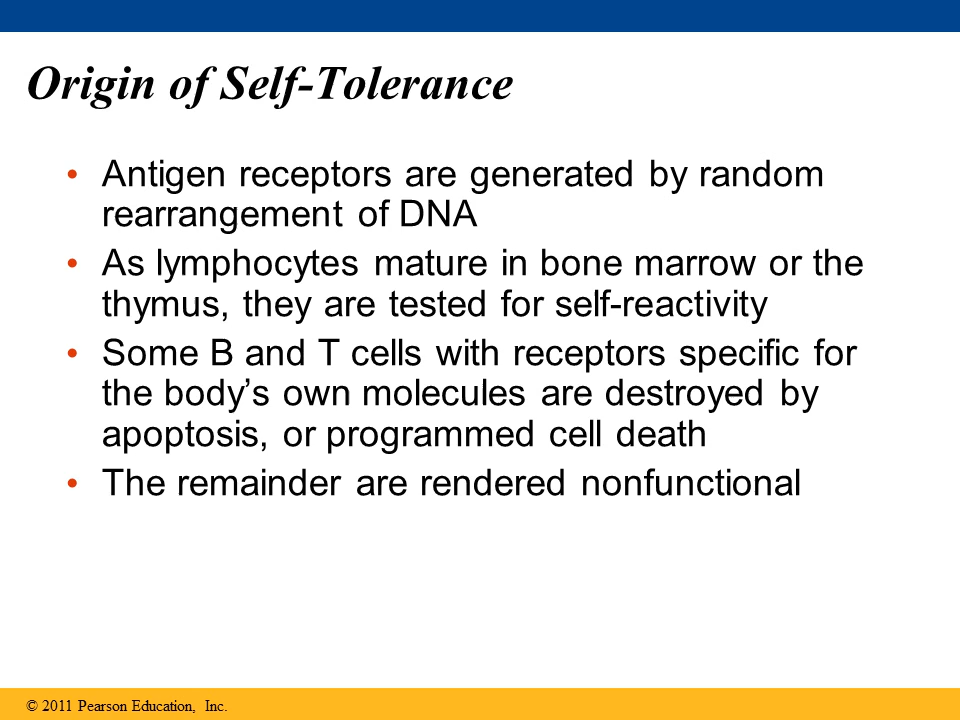 Origin of Self-Tolerance
• Antigen receptors are generated by random
rearrangement of DNA
• As lymphocytes mature in bone marrow or the
thymus, they are tested for self-reactivity
• Some B and T cells with receptors specific for
the body’s own molecules are destroyed by
apoptosis, or programmed cell death
• The remainder are rendered nonfunctional
© 2011 Pearson Education, Inc.